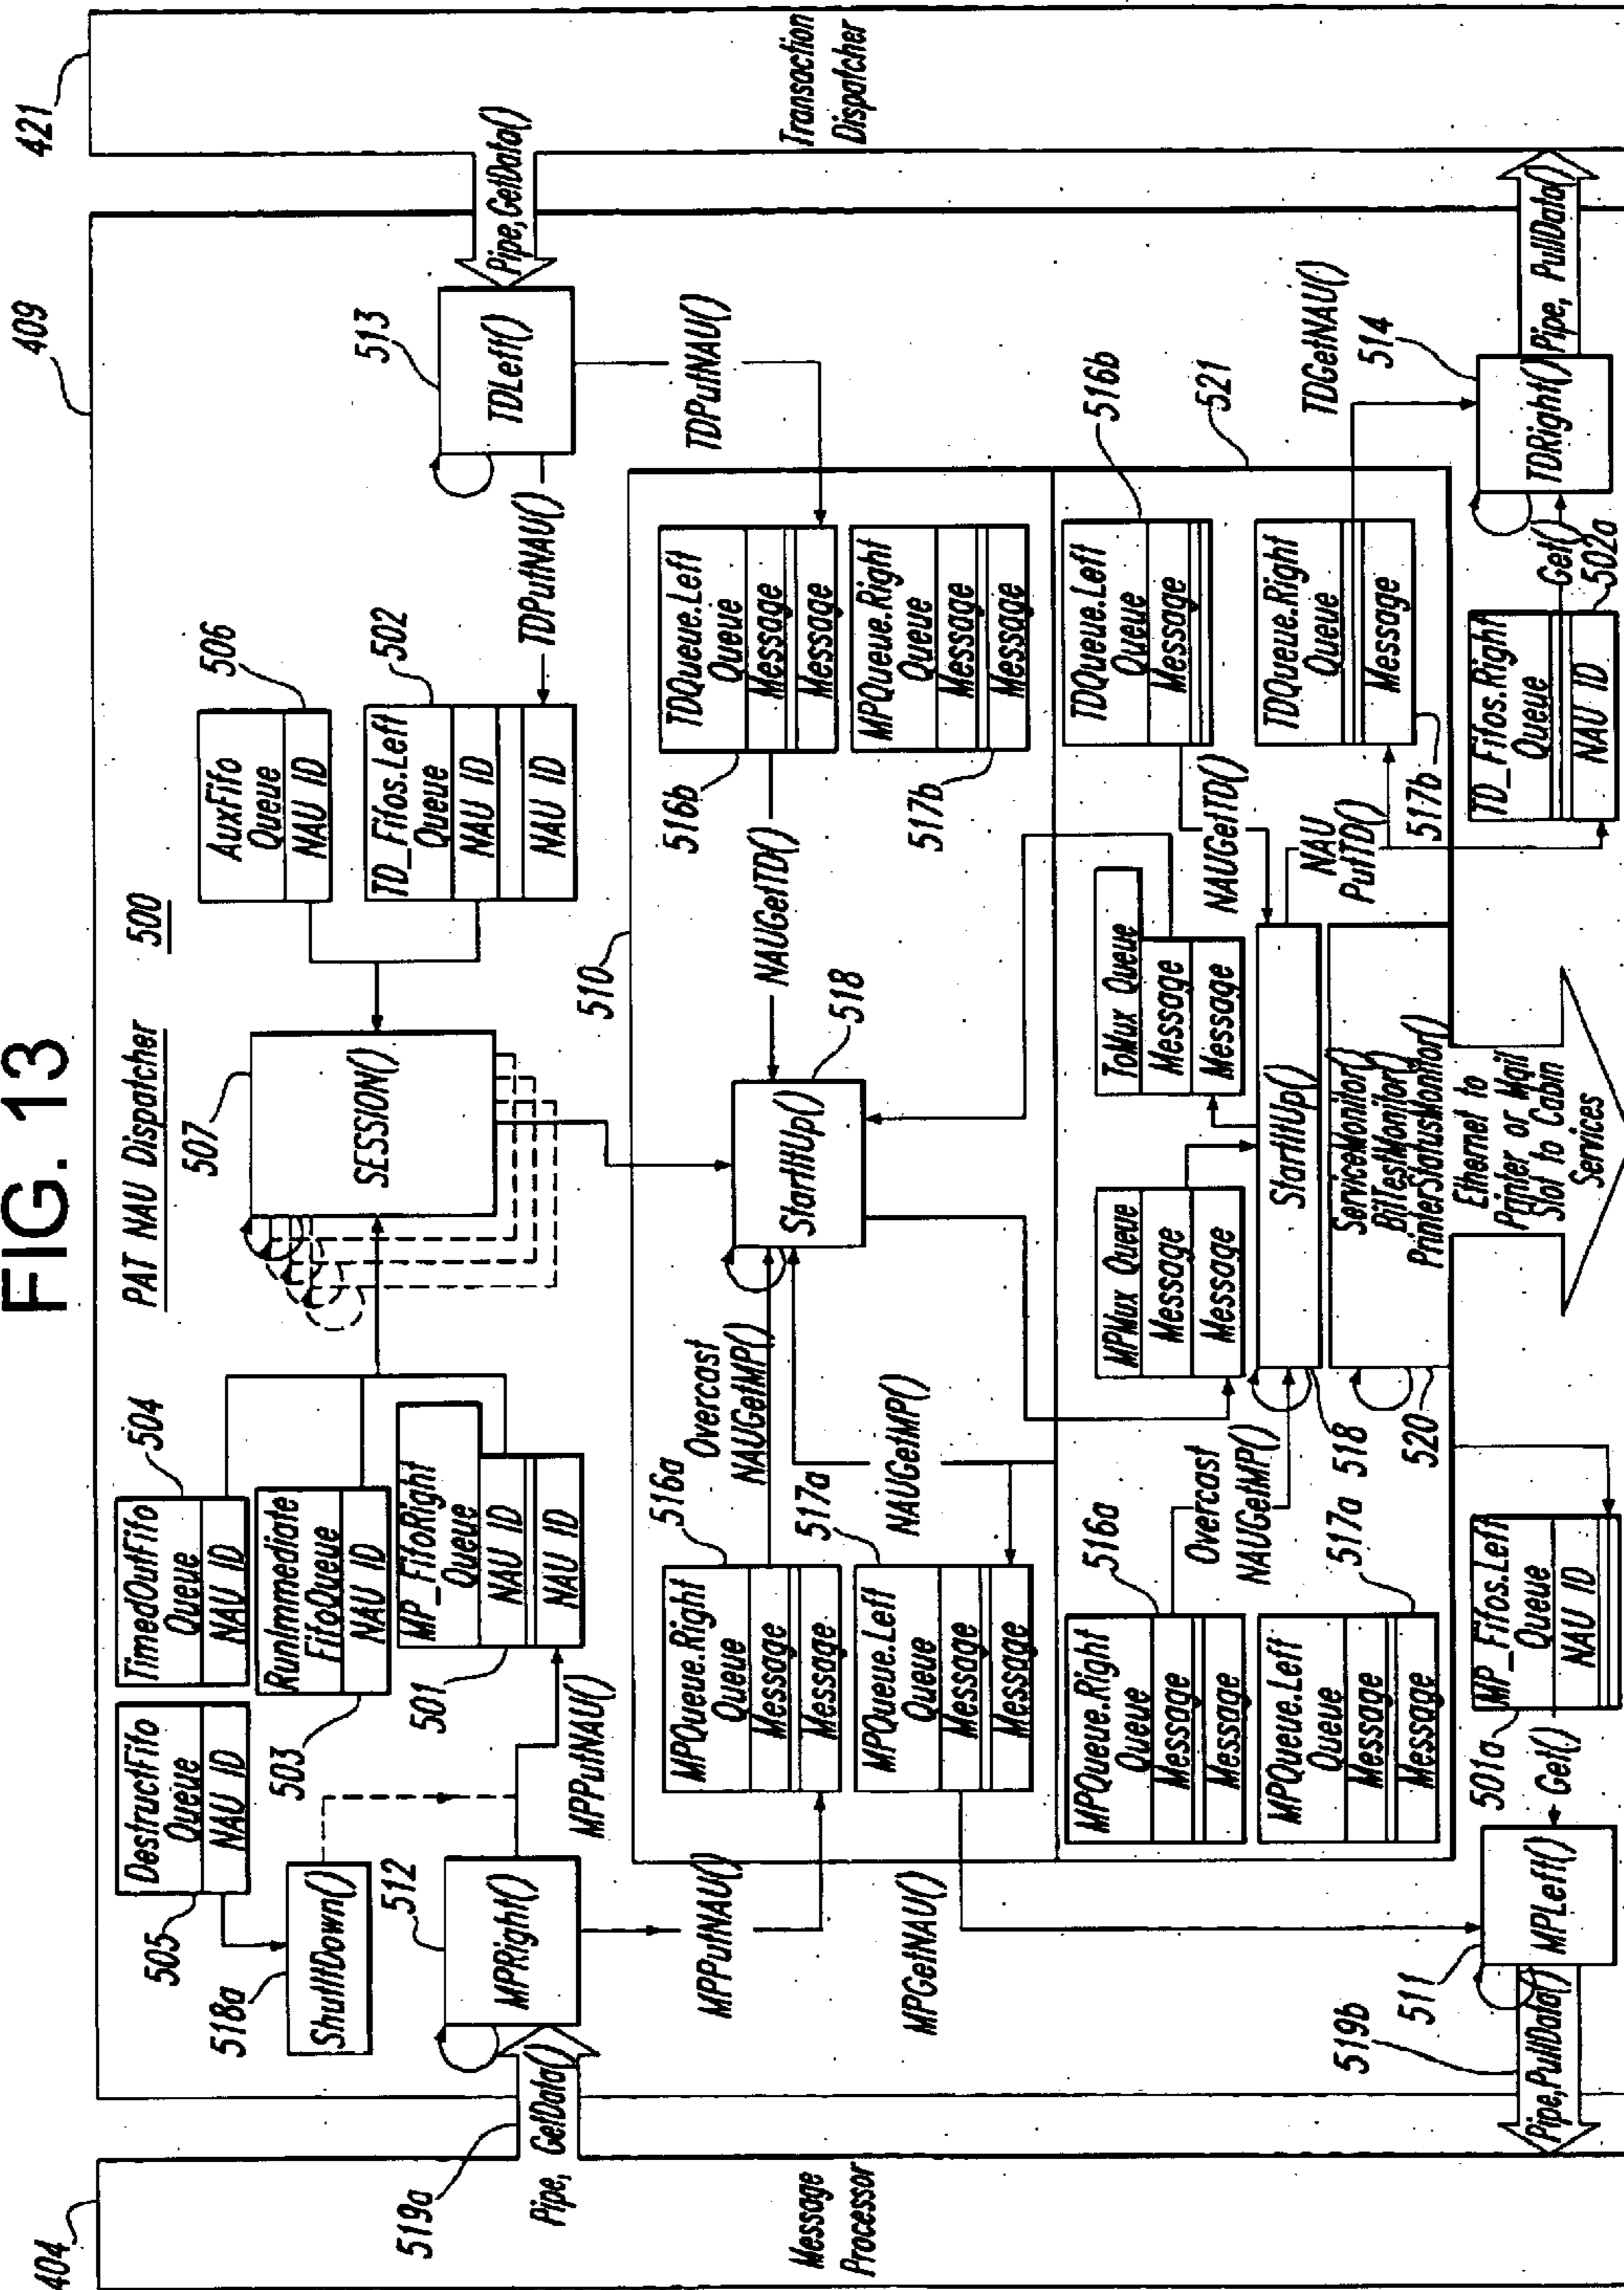 FIG. 13
404
Message
Processor
519a
Pipe, GetData()
519b
Pipe,PullData()
409
421
Transaction
Dispatcher
Pipe,GetData()
Pipe, PullData()
PAT NAU Dispatcher 500
505
DestructFifo
Queue
NAU ID
518a
ShutItDown()
504
TimedOutFifo
Queue
NAU ID
503
RunImmediate
FifoQueue
NAU ID
501
MP_FifoRight
Queue
NAU ID
NAU ID
512
MPRight()
MPPutNAU()
MPPutNAU()
507
SESSION()
506
AuxFifo
Queue
NAU ID
502
TD_Fifos.Left
Queue
NAU ID
NAU ID
513
TDLeft()
TDPutNAU()
TDPutNAU()
510
516a
MPQueue.Right
Queue
Message
Message
Overcast
NAUGetMP()
517a
MPQueue.Left
Queue
Message
Message
NAUGetMP()
MPGetNAU()
StartItUp()
518
NAUGetTD()
516b
TDQueue.Left
Queue
Message
Message
517b
MPQueue.Right
Queue
Message
Message
521
516a
MPQueue.Right
Queue
Message
Message
Overcast
NAUGetMP()
517a
MPQueue.Left
Queue
Message
Message
MPMux Queue
Message
Message
ToMux Queue
Message
Message
StartItUp()
518
520
ServiceMonitor()
BitTestMonitor()
PrinterStatusMonitor()
NAUGetTD()
NAU
PutTD()
516b
TDQueue.Left
Queue
Message
TDQueue.Right
Queue
Message
517b
TDGetNAU()
514
TDRight()
Get()
502a
TD_Fifos.Right
Queue
NAU ID
Ethernet to
Printer or Mail
Slot to Cabin
Services
MP_Fifos.Left
Queue
NAU ID
501a
Get()
511
MPLeft()